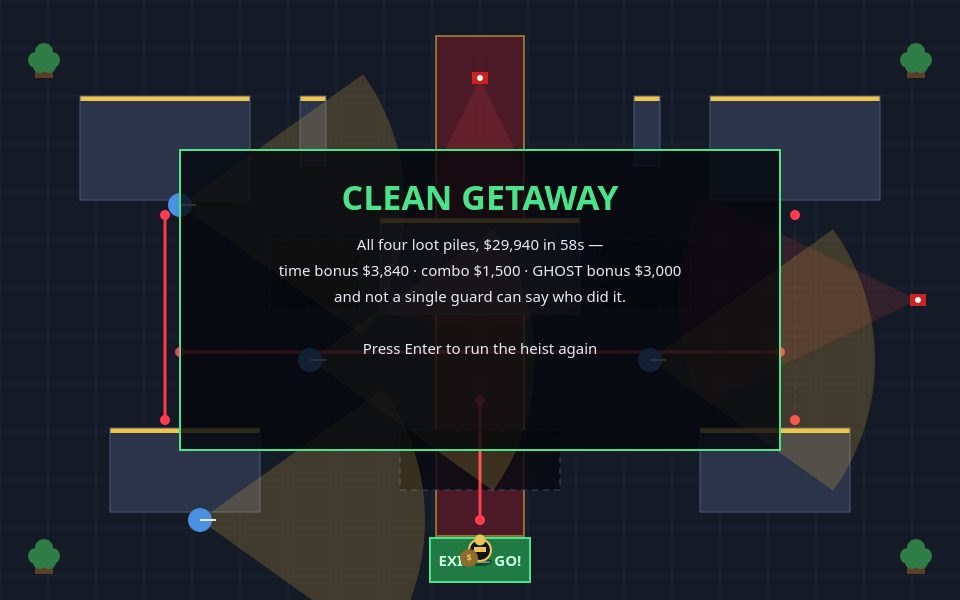 CLEAN GETAWAY
All four loot piles, $29,940 in 58s —
time bonus $3,840 · combo $1,500 · GHOST bonus $3,000
and not a single guard can say who did it.
Press Enter to run the heist again
$
GO!